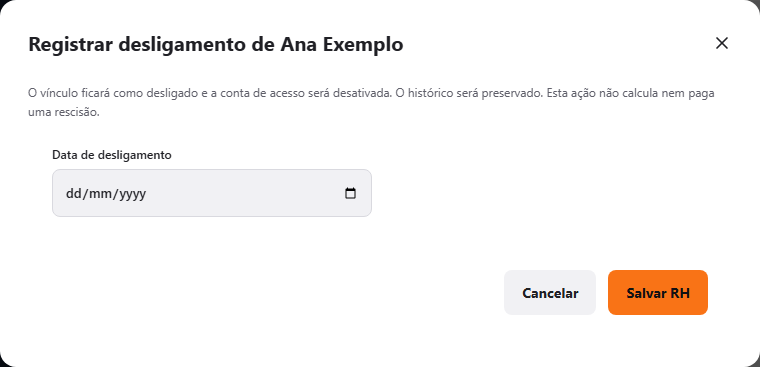 Registrar desligamento de Ana Exemplo
O vínculo ficará como desligado e a conta de acesso será desativada. O histórico será preservado. Esta ação não calcula nem paga
uma rescisão.
Data de desligamento
dd/mm/yyyy
Cancelar
Salvar RH